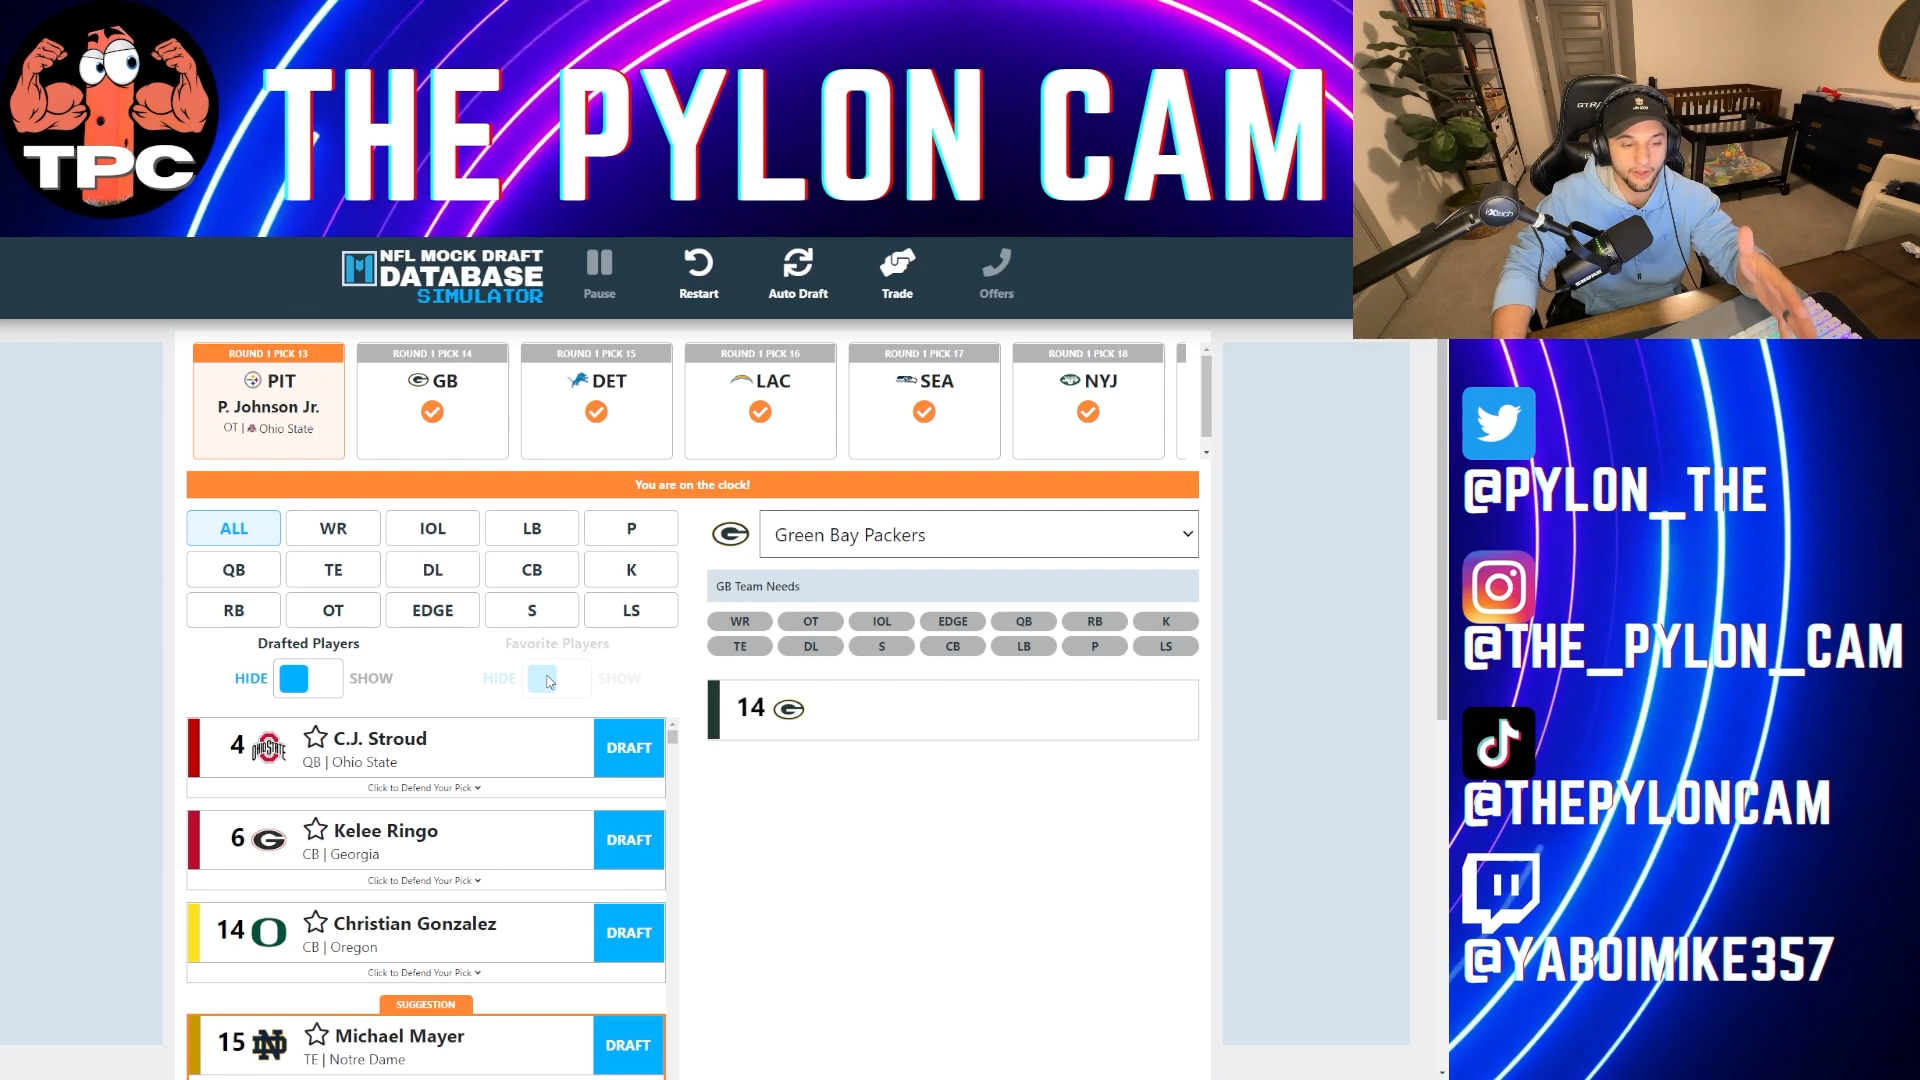 THE PYLON CAM
TPC
NFL MOCK DRAFT
DATABASE
SIMULATOR
Pause
Restart
Auto Draft
Trade
Offers
ROUND 1 PICK 13
PIT
P. Johnson Jr.
OT | Ohio State
ROUND 1 PICK 14
GB
ROUND 1 PICK 15
DET
ROUND 1 PICK 16
LAC
ROUND 1 PICK 17
SEA
ROUND 1 PICK 18
NYJ
You are on the clock!
ALL WR IOL LB P
QB TE DL CB K
RB OT EDGE S LS
Drafted Players
HIDE SHOW
Favorite Players
HIDE SHOW
4 OHIO STATE C.J. Stroud DRAFT
QB | Ohio State
Click to Defend Your Pick
6 G Kelee Ringo DRAFT
CB | Georgia
Click to Defend Your Pick
14 O Christian Gonzalez DRAFT
CB | Oregon
Click to Defend Your Pick
SUGGESTION
15 ND Michael Mayer DRAFT
TE | Notre Dame
G Green Bay Packers
GB Team Needs
WR OT IOL EDGE QB RB K
TE DL S CB LB P LS
14 G
@PYLON_THE
@THE_PYLON_CAM
@THEPYLONCAM
@YABOIMIKE357